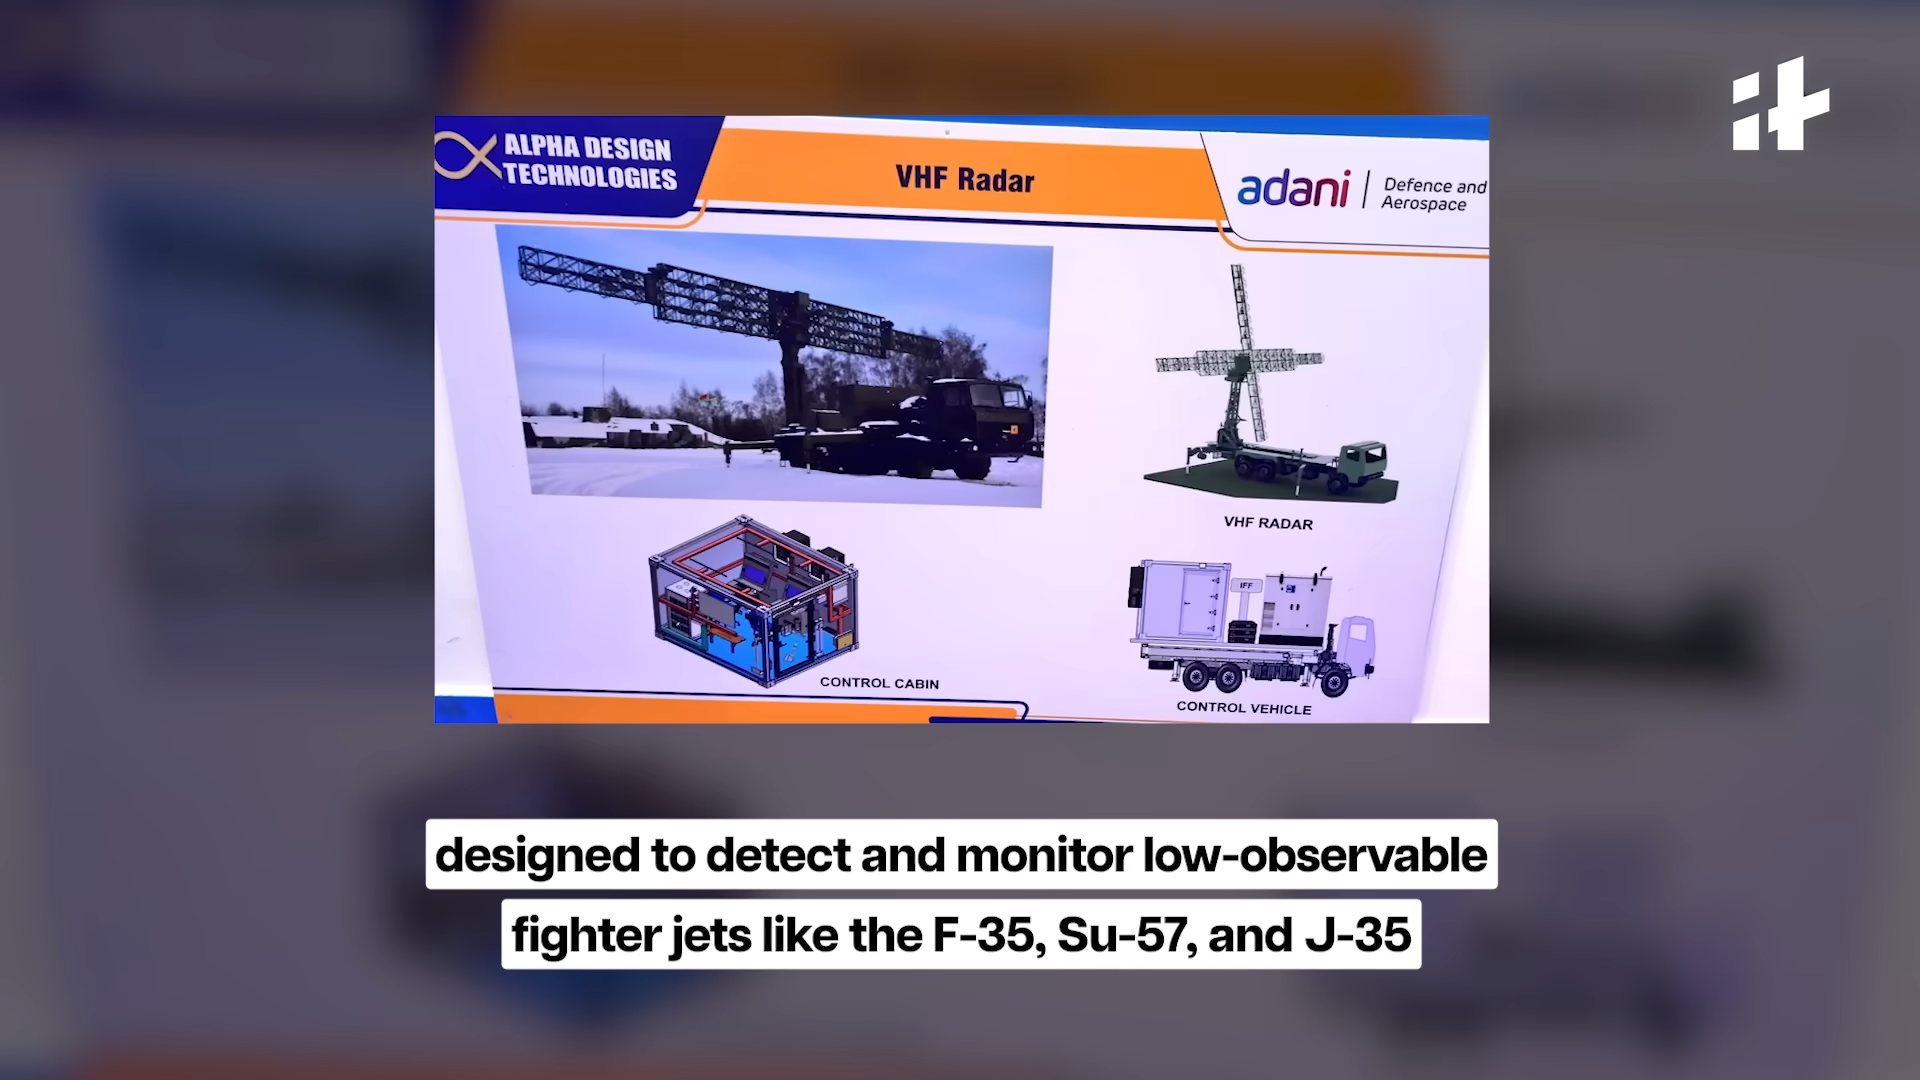 ALPHA DESIGN
TECHNOLOGIES
VHF Radar
adani
Defence and
Aerospace
VHF RADAR
IFF
CONTROL CABIN
CONTROL VEHICLE
designed to detect and monitor low-observable
fighter jets like the F-35, Su-57, and J-35